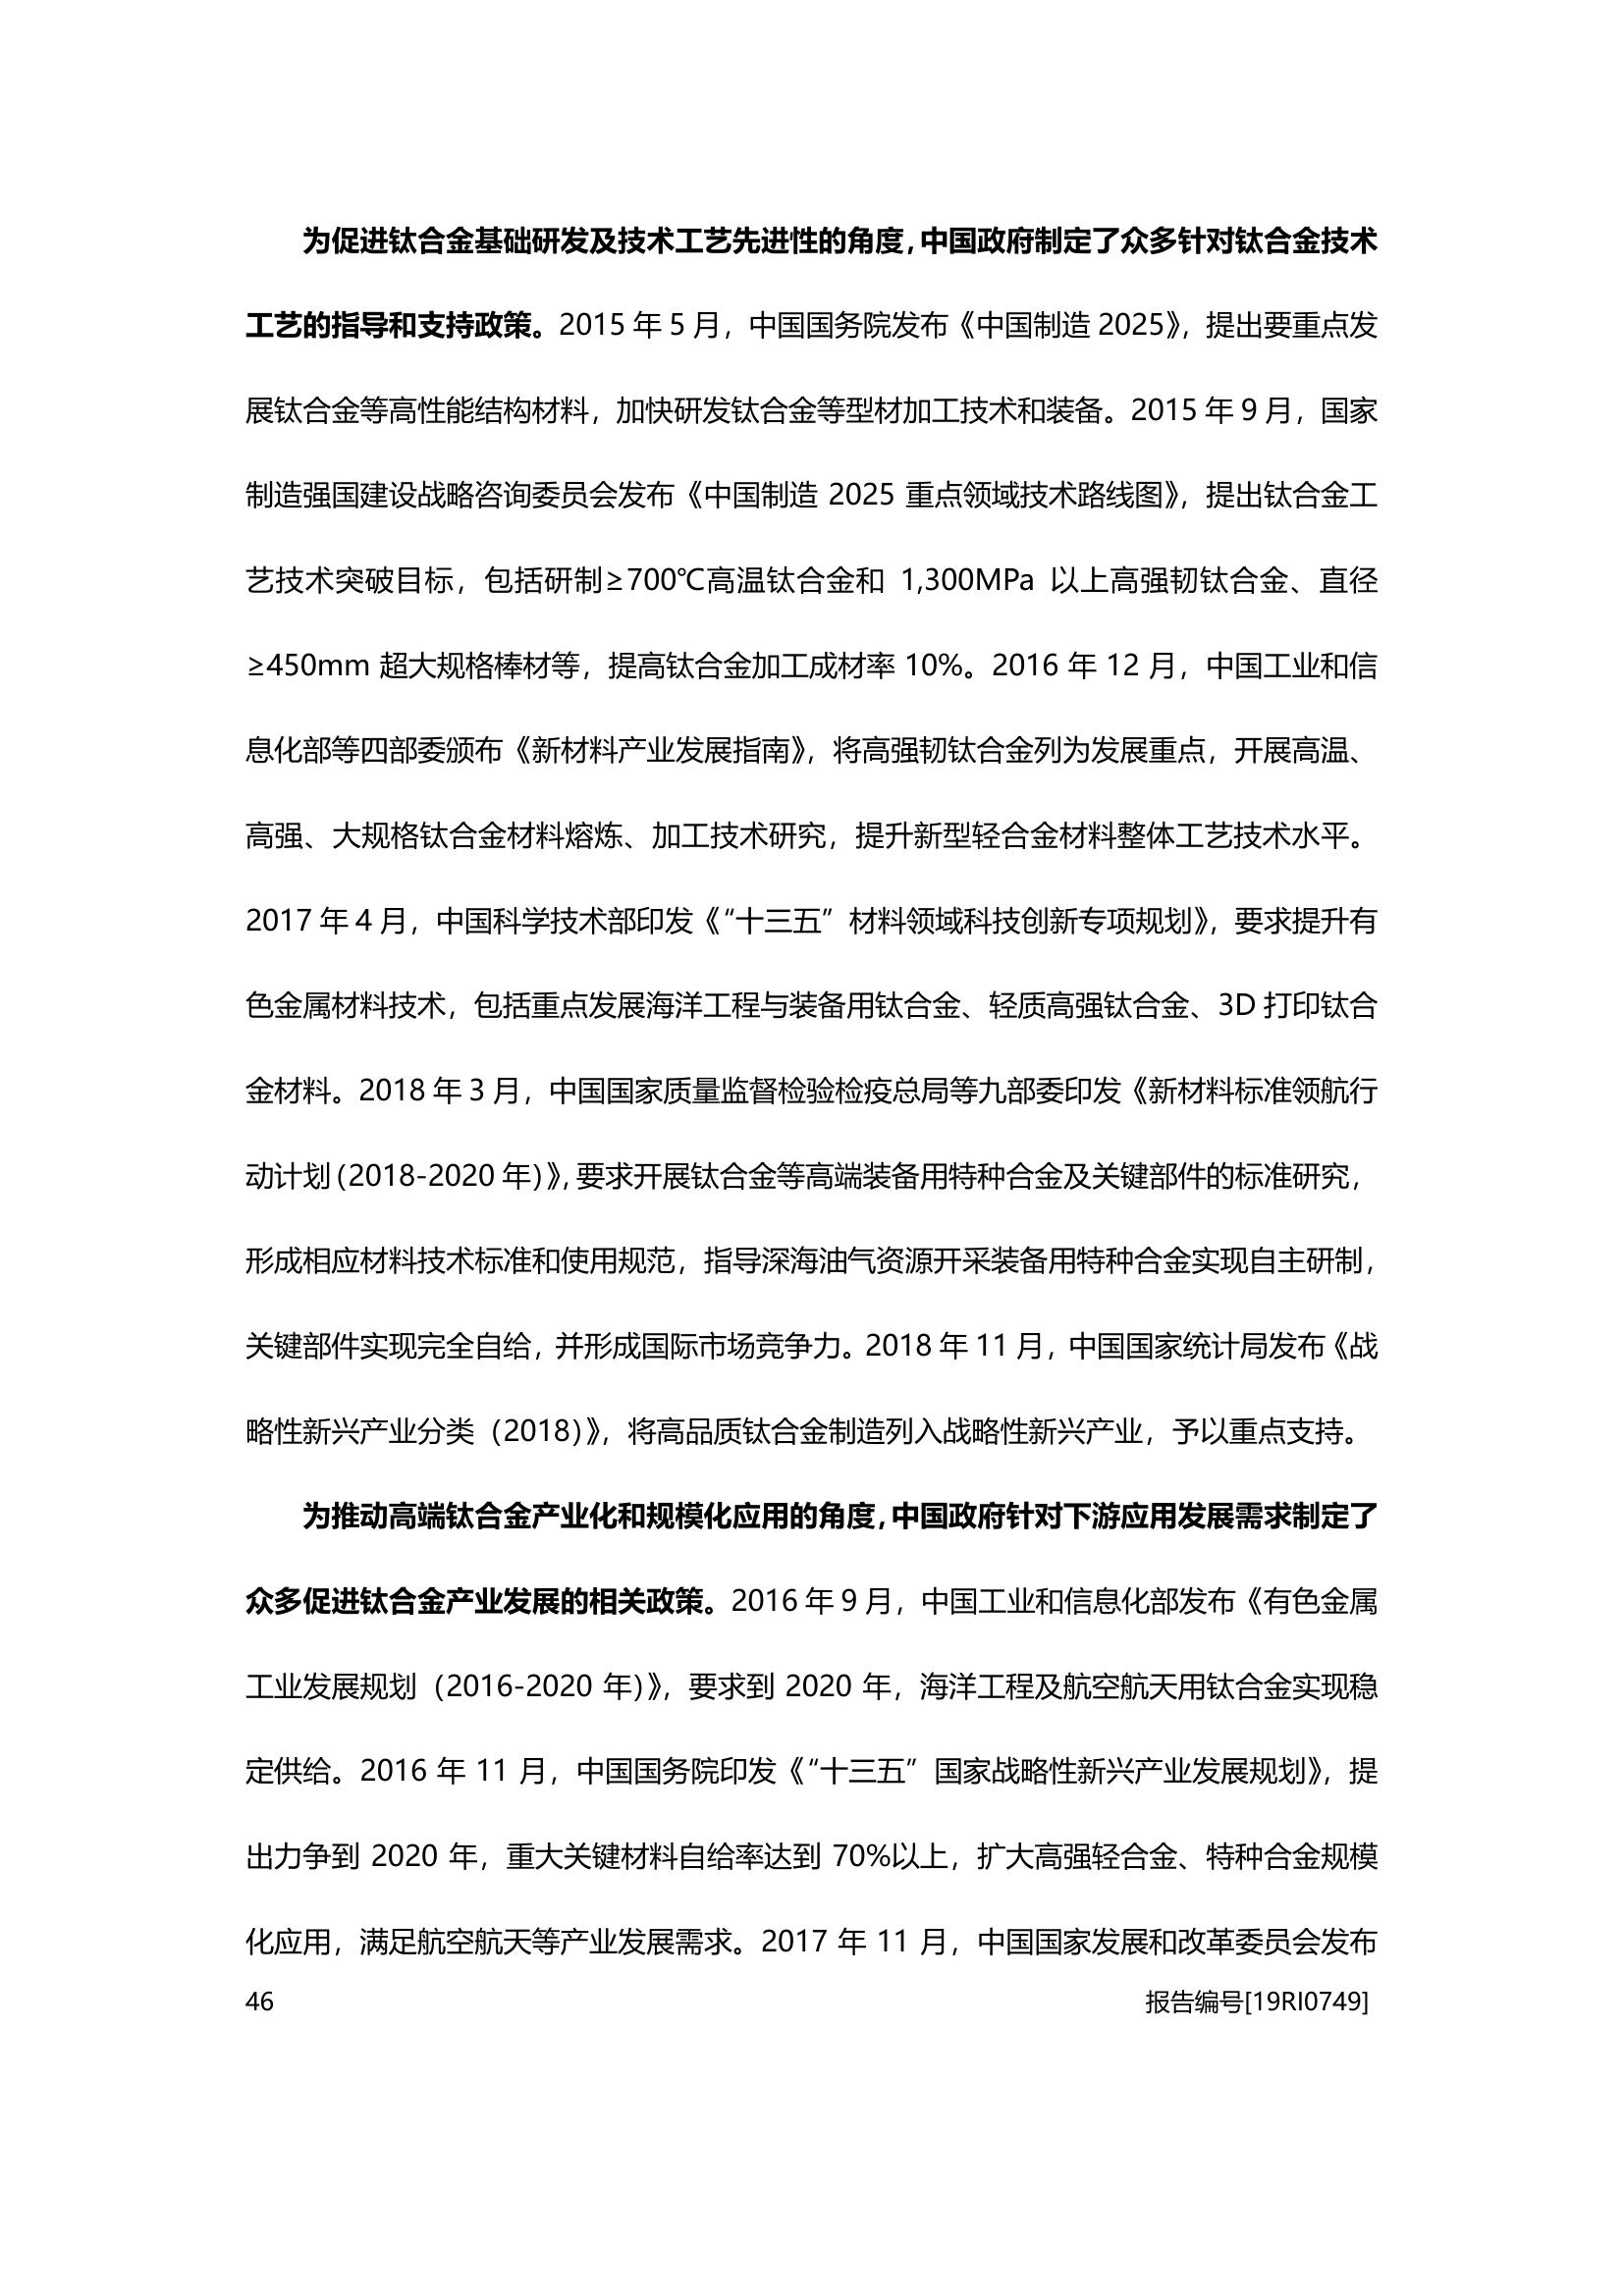 为促进钛合金基础研发及技术工艺先进性的角度，中国政府制定了众多针对钛合金技术
工艺的指导和支持政策。2015 年 5 月，中国国务院发布《中国制造 2025》，提出要重点发
展钛合金等高性能结构材料，加快研发钛合金等型材加工技术和装备。2015 年 9 月，国家
制造强国建设战略咨询委员会发布《中国制造 2025 重点领域技术路线图》，提出钛合金工
艺技术突破目标，包括研制≥700℃高温钛合金和 1,300MPa 以上高强韧钛合金、直径
≥450mm 超大规格棒材等，提高钛合金加工成材率 10%。2016 年 12 月，中国工业和信
息化部等四部委颁布《新材料产业发展指南》，将高强韧钛合金列为发展重点，开展高温、
高强、大规格钛合金材料熔炼、加工技术研究，提升新型轻合金材料整体工艺技术水平。
2017 年 4 月，中国科学技术部印发《“十三五”材料领域科技创新专项规划》，要求提升有
色金属材料技术，包括重点发展海洋工程与装备用钛合金、轻质高强钛合金、3D 打印钛合
金材料。2018 年 3 月，中国国家质量监督检验检疫总局等九部委印发《新材料标准领航行
动计划（2018-2020 年）》，要求开展钛合金等高端装备用特种合金及关键部件的标准研究，
形成相应材料技术标准和使用规范，指导深海油气资源开采装备用特种合金实现自主研制，
关键部件实现完全自给，并形成国际市场竞争力。2018 年 11 月，中国国家统计局发布《战
略性新兴产业分类（2018）》，将高品质钛合金制造列入战略性新兴产业，予以重点支持。
为推动高端钛合金产业化和规模化应用的角度，中国政府针对下游应用发展需求制定了
众多促进钛合金产业发展的相关政策。2016 年 9 月，中国工业和信息化部发布《有色金属
工业发展规划（2016-2020 年）》，要求到 2020 年，海洋工程及航空航天用钛合金实现稳
定供给。2016 年 11 月，中国国务院印发《“十三五”国家战略性新兴产业发展规划》，提
出力争到 2020 年，重大关键材料自给率达到 70%以上，扩大高强轻合金、特种合金规模
化应用，满足航空航天等产业发展需求。2017 年 11 月，中国国家发展和改革委员会发布
46 报告编号[19RI0749]